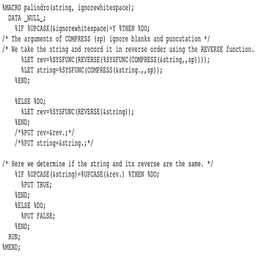 %MACRO palindro(string, ignorewhitespace);
DATA _NULL_;
%IF %UPCASE(&ignorewhitespace)=Y %THEN %DO;
/* The arguments of COMPRESS (sp) ignore blanks and puncutation */
/* We take the string and record it in reverse order using the REVERSE function. */
%LET rev=%SYSFUNC(REVERSE(%SYSFUNC(COMPRESS(&string,,sp))));
%LET string=%SYSFUNC(COMPRESS(&string.,,sp));
%END;
%ELSE %DO;
%LET rev=%SYSFUNC(REVERSE(&string));
%END;
/*%PUT rev=&rev.;*/
/*%PUT string=&string.;*/
/* Here we determine if the string and its reverse are the same. */
%IF %UPCASE(&string)=%UPCASE(&rev.) %THEN %DO;
%PUT TRUE;
%END;
%ELSE %DO;
%PUT FALSE;
%END;
RUN;
%MEND;